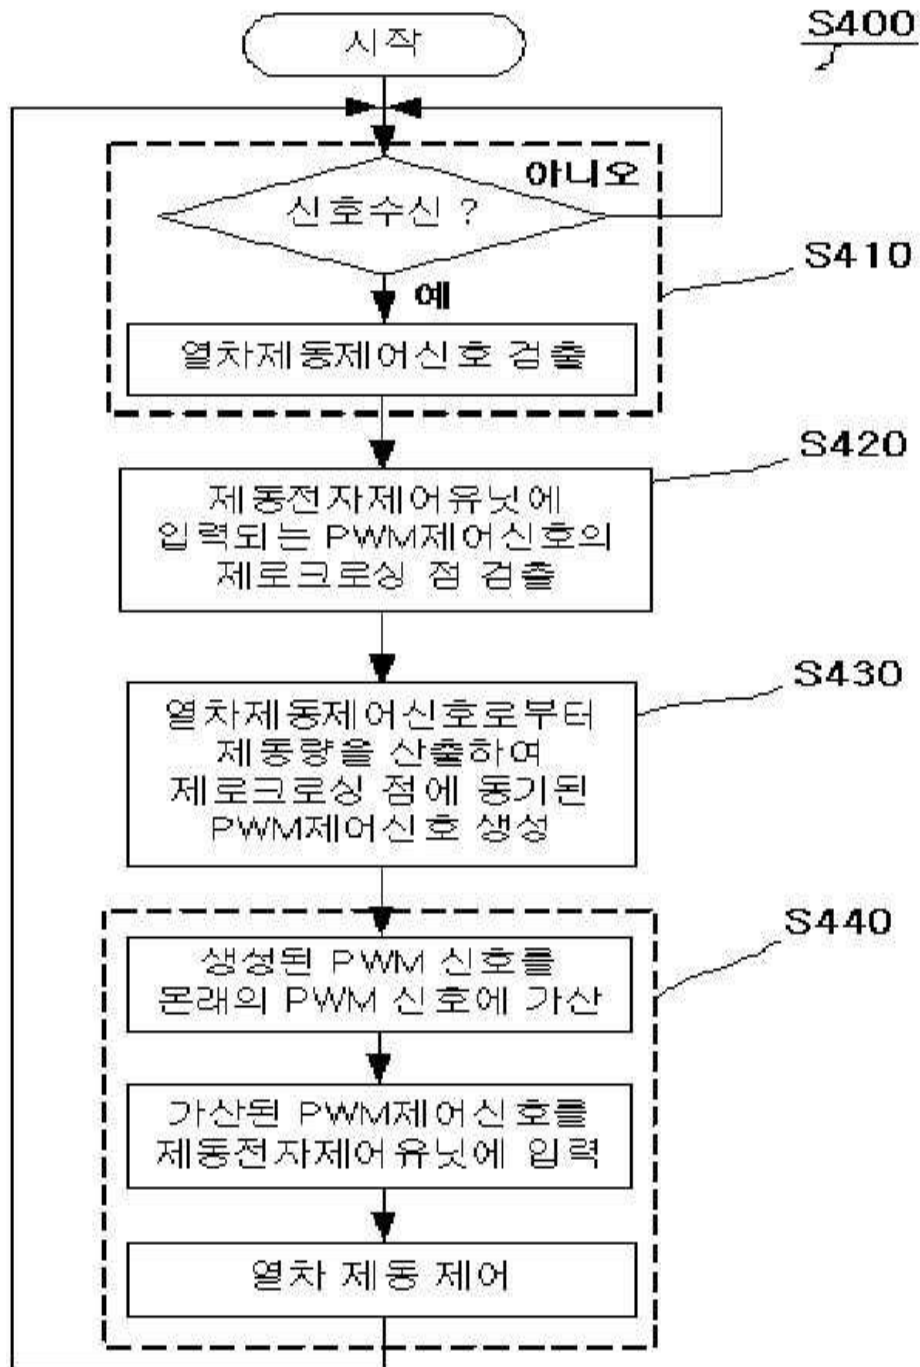 S400
시작
아니오
신호수신 ?
S410
예
열차제동제어신호 검출
S420
제동전자제어유닛에
입력되는 PWM제어신호의
제로크로싱 점 검출
S430
열차제동제어신호로부터
제동량을 산출하여
제로크로싱 점에 동기된
PWM제어신호 생성
S440
생성된 PWM 신호를
본래의 PWM 신호에 가산
가산된 PWM제어신호를
제동전자제어유닛에 입력
열차 제동 제어